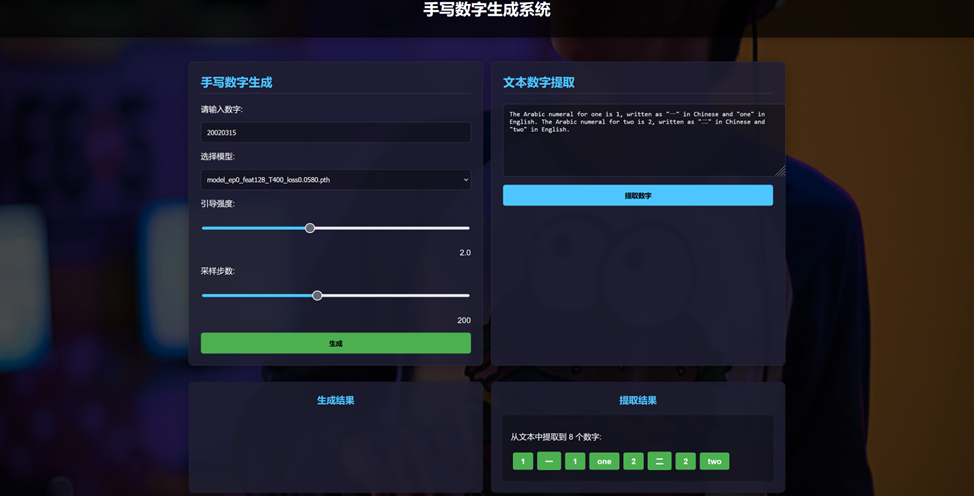 手写数字生成系统
手写数字生成
请输入数字:
20020315
选择模型:
model_ep0_feat128_T400_loss0.0580.pth
引导强度:
2.0
采样步数:
200
生成
文本数字提取
The Arabic numeral for one is 1, written as "一" in Chinese and "one" in
English. The Arabic numeral for two is 2, written as "二" in Chinese and
"two" in English.
提取数字
生成结果
提取结果
从文本中提取到 8 个数字:
1 一 1 one 2 二 2 two